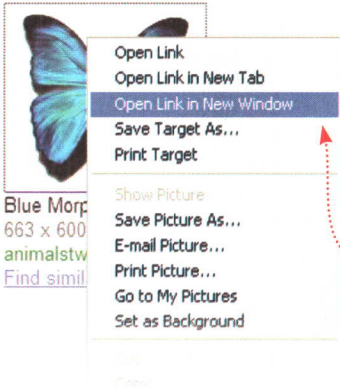 Open Link
Open Link in New Tab
Open Link in New Window
Save Target As...
Print Target
Show Picture
Save Picture As...
E-mail Picture...
Print Picture...
Go to My Pictures
Set as Background
Cut
Copy
Blue Morp
663 x 600
animalstw
Find simil